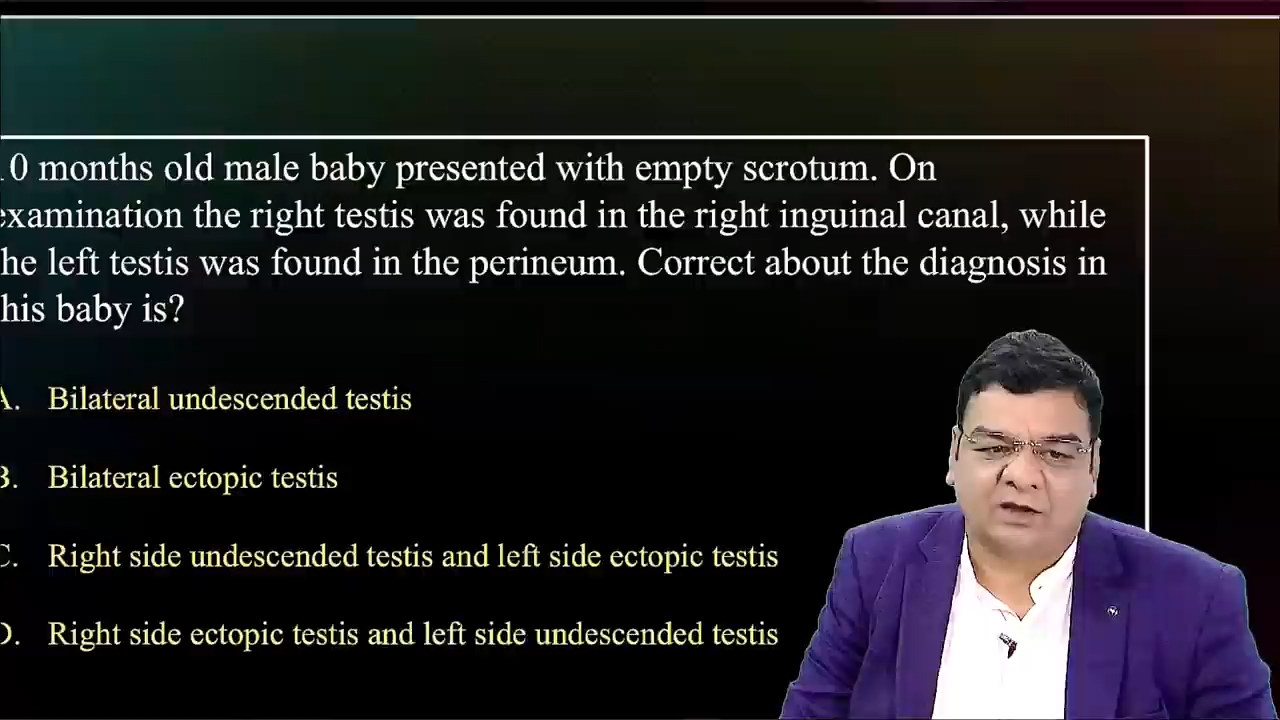 .0 months old male baby presented with empty scrotum. On
examination the right testis was found in the right inguinal canal, while
he left testis was found in the perineum. Correct about the diagnosis in
his baby is?
A. Bilateral undescended testis
B. Bilateral ectopic testis
C. Right side undescended testis and left side ectopic testis
D. Right side ectopic testis and left side undescended testis